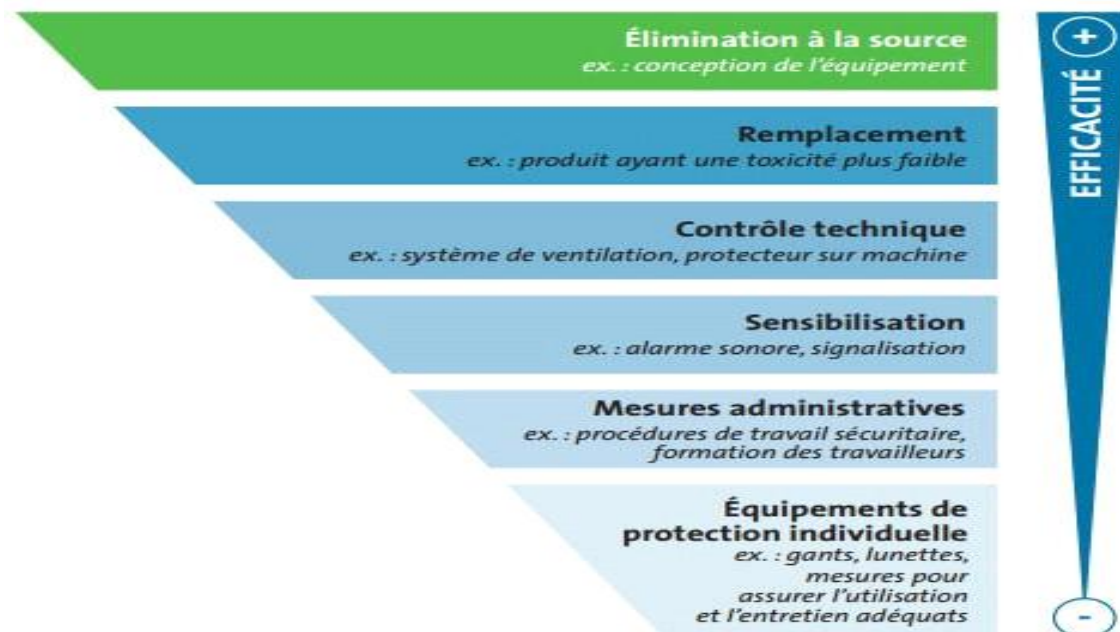 Élimination à la source
ex. : conception de l'équipement
Remplacement
ex. : produit ayant une toxicité plus faible
Contrôle technique
ex. : système de ventilation, protecteur sur machine
Sensibilisation
ex. : alarme sonore, signalisation
Mesures administratives
ex. : procédures de travail sécuritaire,
formation des travailleurs
Équipements de
protection individuelle
ex. : gants, lunettes,
mesures pour
assurer l'utilisation
et l'entretien adéquats
+
EFFICACITÉ
-